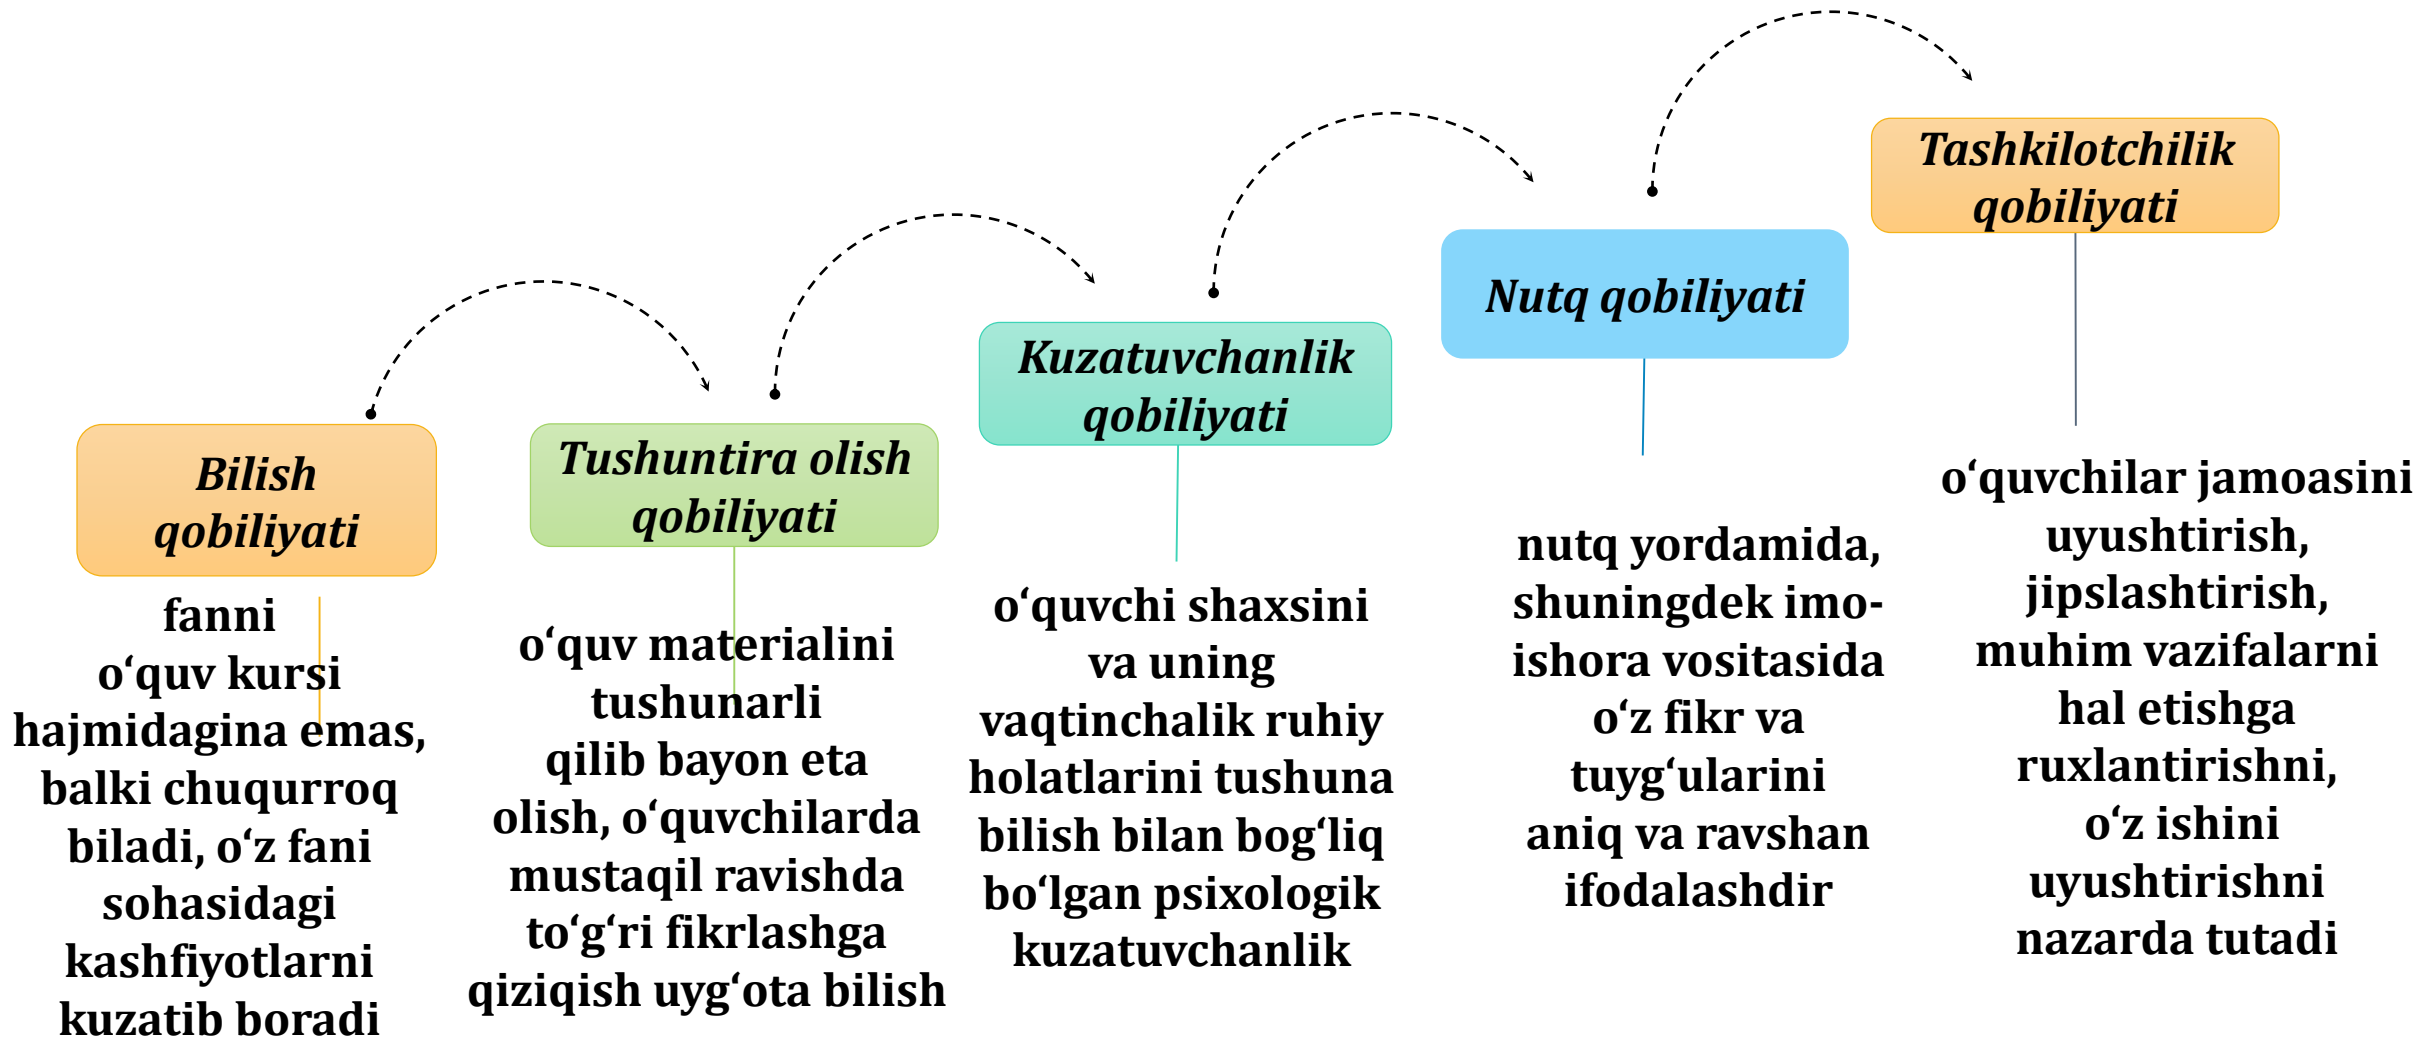 Bilish
qobiliyati
fanni
o‘quv kursi
hajmidagina emas,
balki chuqurroq
biladi, o‘z fani
sohasidagi
kashfiyotlarni
kuzatib boradi
Tushuntira olish
qobiliyati
o‘quv materialini
tushunarli
qilib bayon eta
olish, o‘quvchilarda
mustaqil ravishda
to‘g‘ri fikrlashga
qiziqish uyg‘ota bilish
Kuzatuvchanlik
qobiliyati
o‘quvchi shaxsini
va uning
vaqtinchalik ruhiy
holatlarini tushuna
bilish bilan bog‘liq
bo‘lgan psixologik
kuzatuvchanlik
Nutq qobiliyati
nutq yordamida,
shuningdek imo-
ishora vositasida
o‘z fikr va
tuyg‘ularini
aniq va ravshan
ifodalashdir
Tashkilotchilik
qobiliyati
o‘quvchilar jamoasini
uyushtirish,
jipslashtirish,
muhim vazifalarni
hal etishga
ruxlantirishni,
o‘z ishini
uyushtirishni
nazarda tutadi